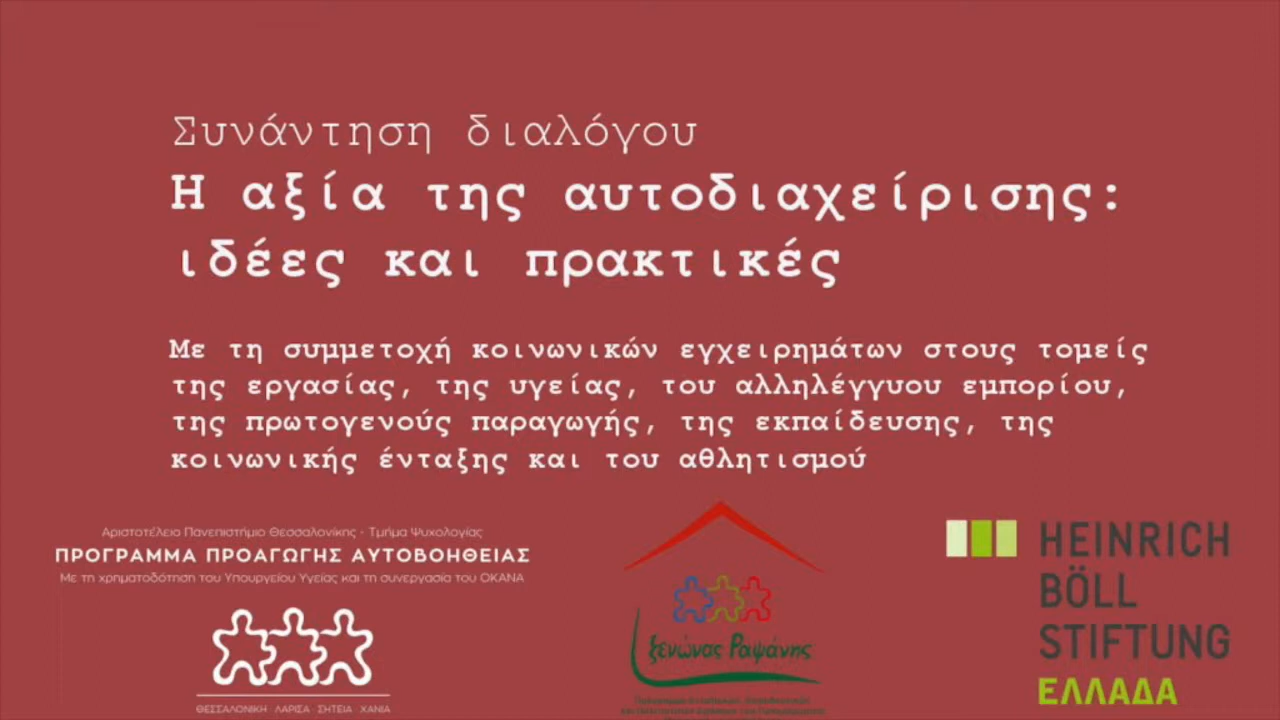 Συνάντηση διαλόγου
Η αξία της αυτοδιαχείρισης:
ιδέες και πρακτικές
Με τη συμμετοχή κοινωνικών εγχειρημάτων στους τομείς
της εργασίας, της υγείας, του αλληλέγγυου εμπορίου,
της πρωτογενούς παραγωγής, της εκπαίδευσης, της
κοινωνικής ένταξης και του αθλητισμού
Αριστοτέλειο Πανεπιστήμιο Θεσσαλονίκης - Τμήμα Ψυχολογίας
ΠΡΟΓΡΑΜΜΑ ΠΡΟΑΓΩΓΗΣ ΑΥΤΟΒΟΗΘΕΙΑΣ
Με τη χρηματοδότηση του Υπουργείου Υγείας και τη συνεργασία του ΟΚΑΝΑ
ΘΕΣΣΑΛΟΝΙΚΗ · ΛΑΡΙΣΑ · ΣΗΤΕΙΑ · ΧΑΝΙΑ
ξενώνας Ραψάνης
HEINRICH
BÖLL
STIFTUNG
ΕΛΛΑΔΑ